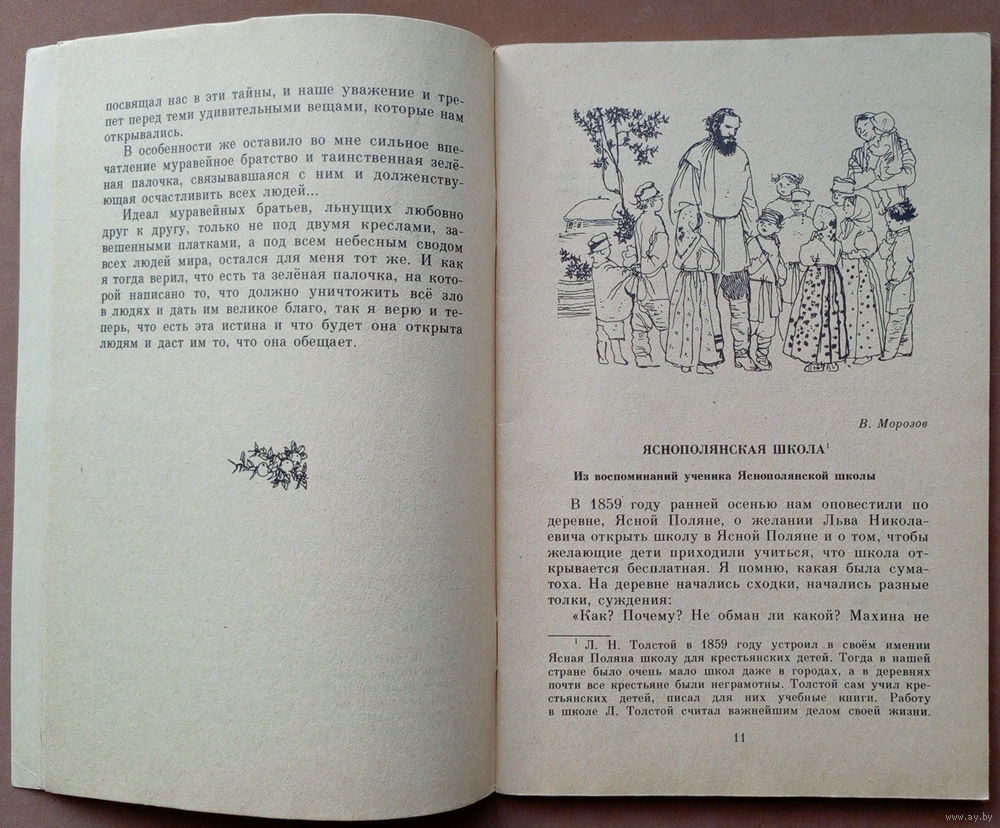 посвящал нас в эти тайны, и наше уважение и тре-
пет перед теми удивительными вещами, которые нам
открывались.
В особенности же оставило во мне сильное впе-
чатление муравейное братство и таинственная зелё-
ная палочка, связывавшаяся с ним и долженству-
ющая осчастливить всех людей...
Идеал муравейных братьев, льнущих любовно
друг к другу, только не под двумя креслами, за-
вешенными платками, а под всем небесным сводом
всех людей мира, остался для меня тот же. И как
я тогда верил, что есть та зелёная палочка, на ко-
торой написано то, что должно уничтожить всё зло
в людях и дать им великое благо, так я верю и те-
перь, что есть эта истина и что будет она открыта
людям и даст им то, что она обещает.
В. Морозов
ЯСНОПОЛЯНСКАЯ ШКОЛА¹
Из воспоминаний ученика Яснополянской школы
В 1859 году ранней осенью нам оповестили по
деревне, Ясной Поляне, о желании Льва Никола-
евича открыть школу в Ясной Поляне и о том, чтобы
желающие дети приходили учиться, что школа от-
крывается бесплатная. Я помню, какая была сума-
тоха. На деревне начались сходки, начались разные
толки, суждения:
«Как? Почему? Не обман ли какой? Махина не
¹ Л. Н. Толстой в 1859 году устроил в своём имении
Ясная Поляна школу для крестьянских детей. Тогда в нашей
стране было очень мало школ даже в городах, а в деревнях
почти все крестьяне были неграмотны. Толстой сам учил кре-
стьянских детей, писал для них учебные книги. Работу
в школе Л. Толстой считал важнейшим делом своей жизни.
11
www.ay.by